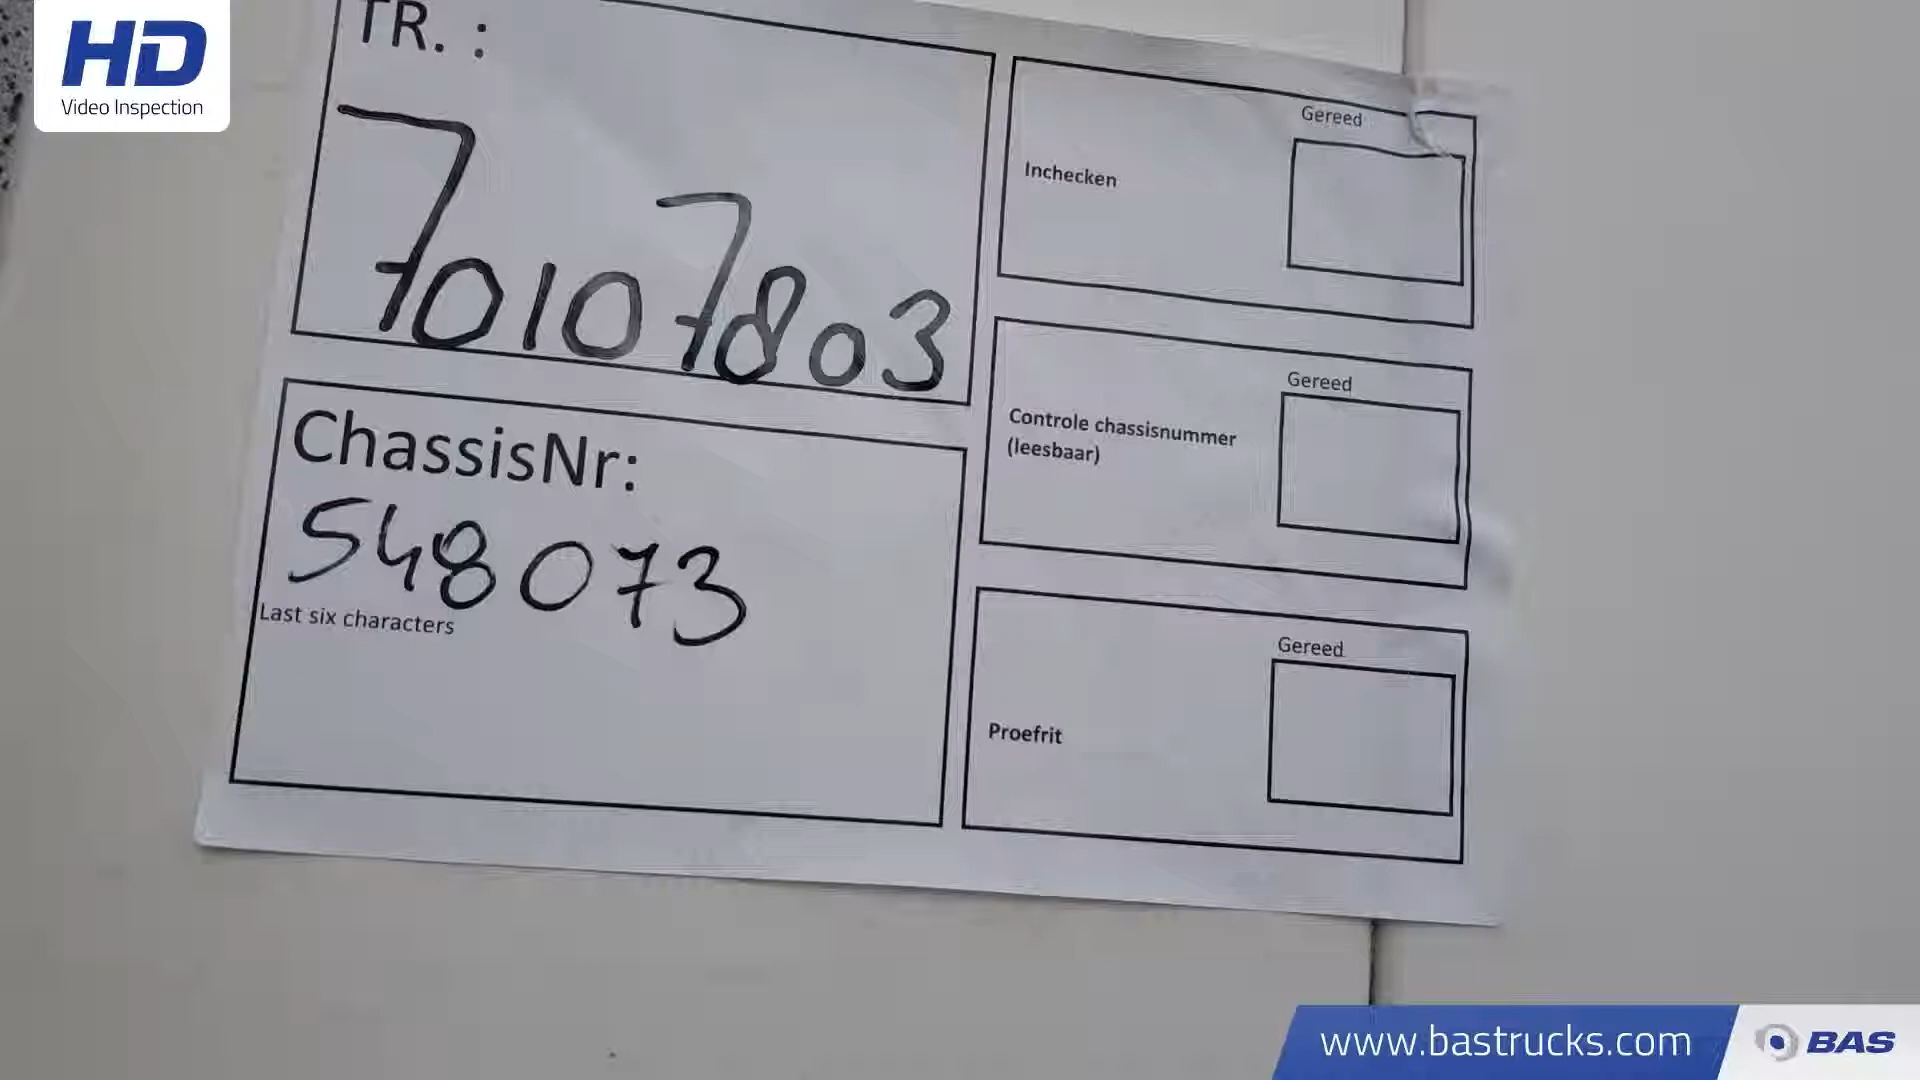 HD
Video Inspection
TR. :
70107803
ChassisNr:
548073
Last six characters
Gereed
Inchecken
Gereed
Controle chassisnummer
(leesbaar)
Gereed
Proefrit
www.bastrucks.com
BAS